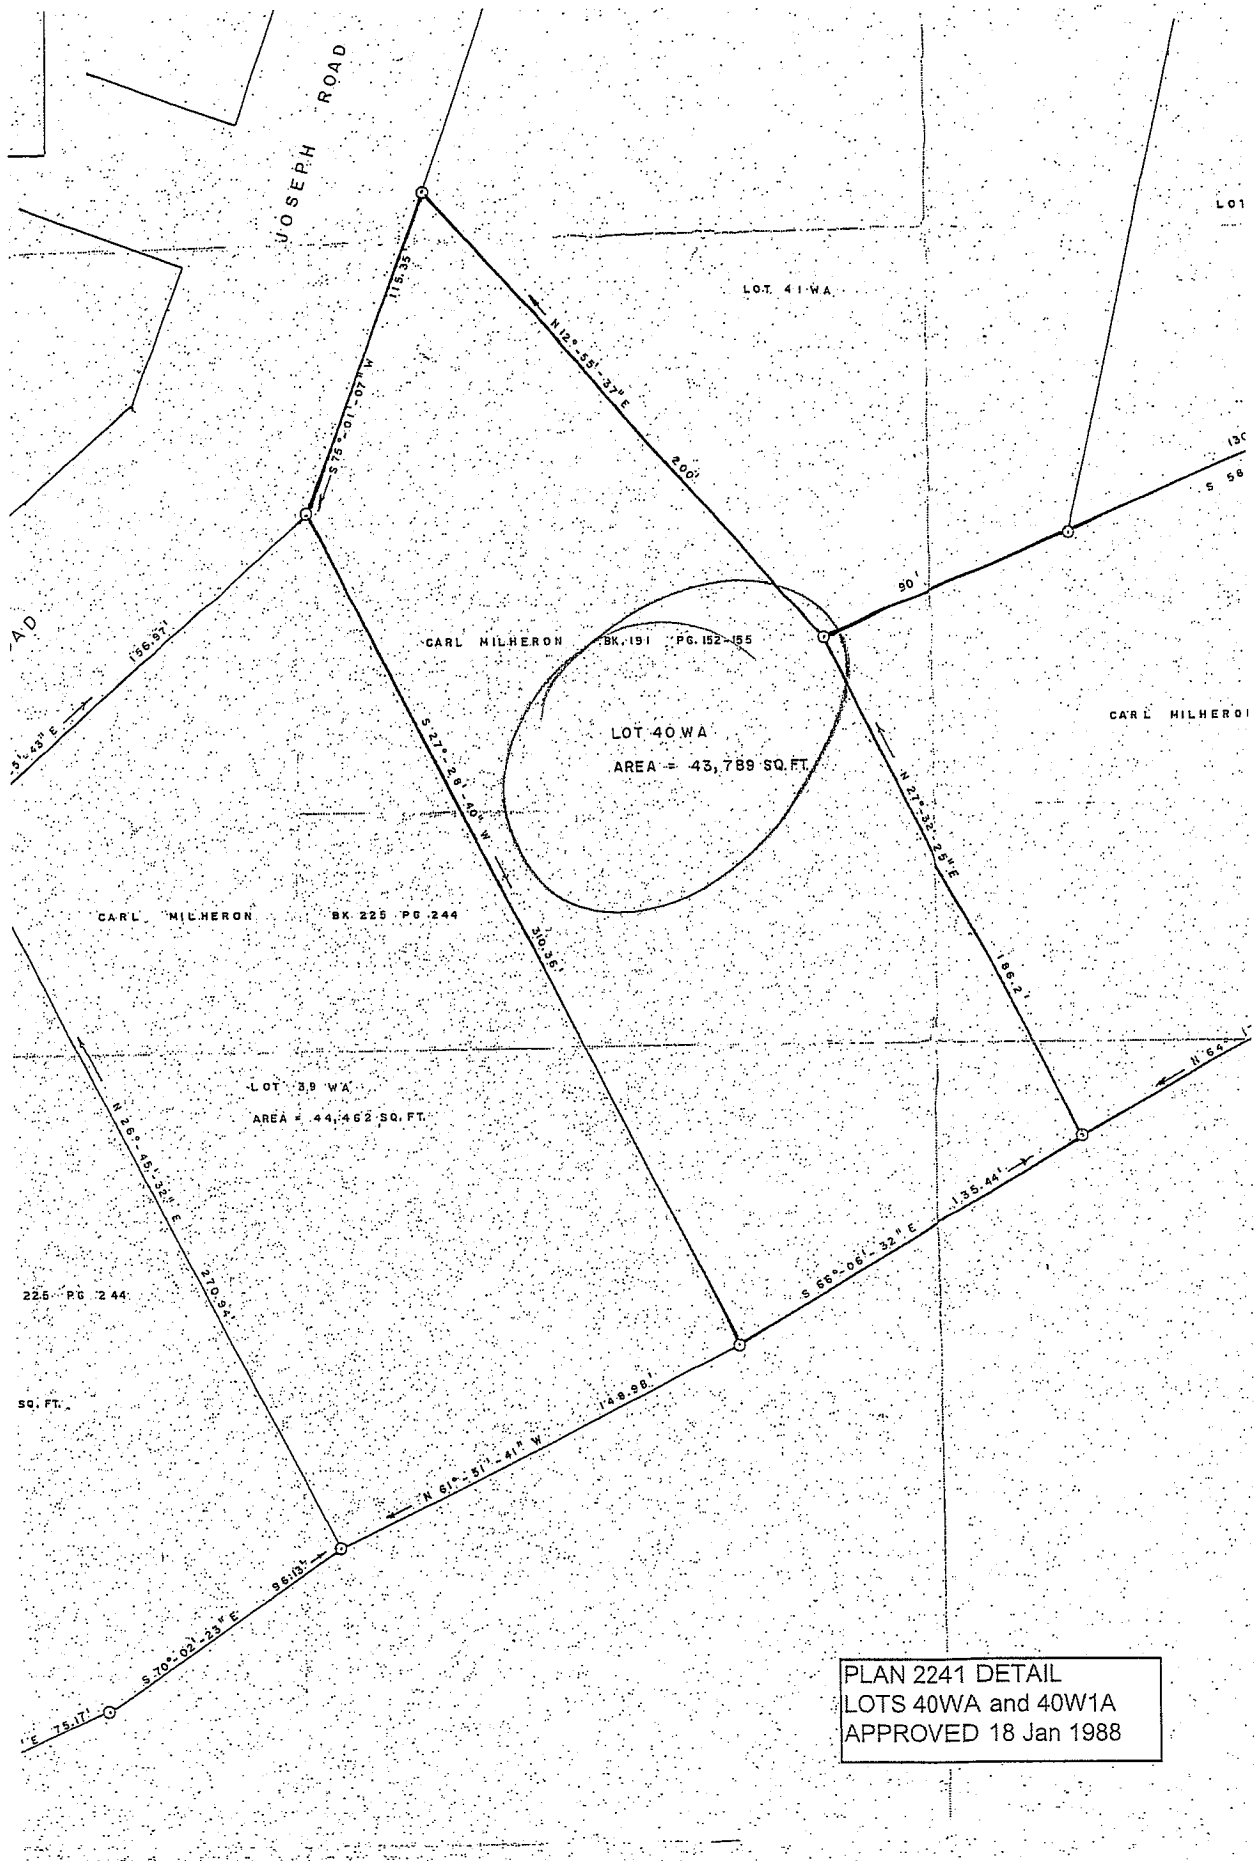 JOSEPH ROAD
LOT 41 WA
115.35'
S 75°-01'-07" W
N 12°-55'-37" E
200'
90'
S 58
156.97'
CARL MILHERON BK. 191 PG. 152-155
LOT 40 WA
AREA = 43,789 SQ. FT.
CARL MILHERON
S 27°-28'-40" W
310.36'
N 27°-32'-25" E
186.2'
CARL MILHERON BK 225 PG 244
LOT 39 WA
AREA = 44,462 SQ. FT.
N 64°
N 26°-45'-32" E
270.94'
S 66°-06'-32" E 135.44'
225 PG 244
SQ. FT.
N 61°-51'-41" W 148.98'
S 70°-02'-23" E 96.13'
E 75.17'
PLAN 2241 DETAIL
LOTS 40WA and 40W1A
APPROVED 18 Jan 1988